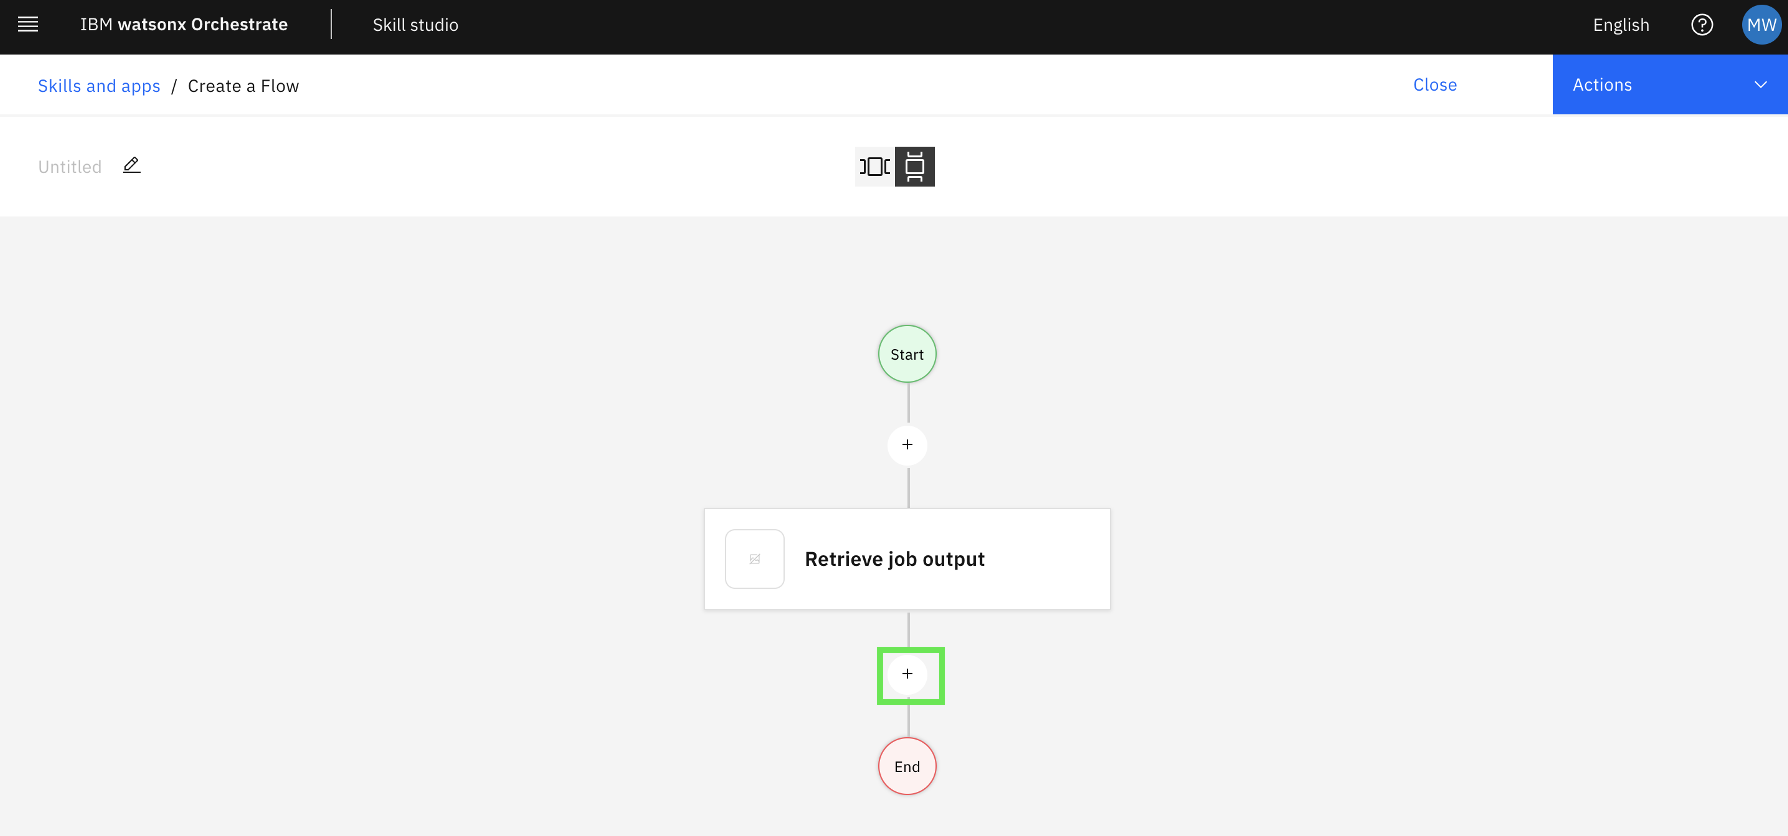 IBM watsonx Orchestrate
Skill studio
English
MW
Skills and apps / Create a Flow
Close
Actions
Untitled
Start
+
Retrieve job output
+
End